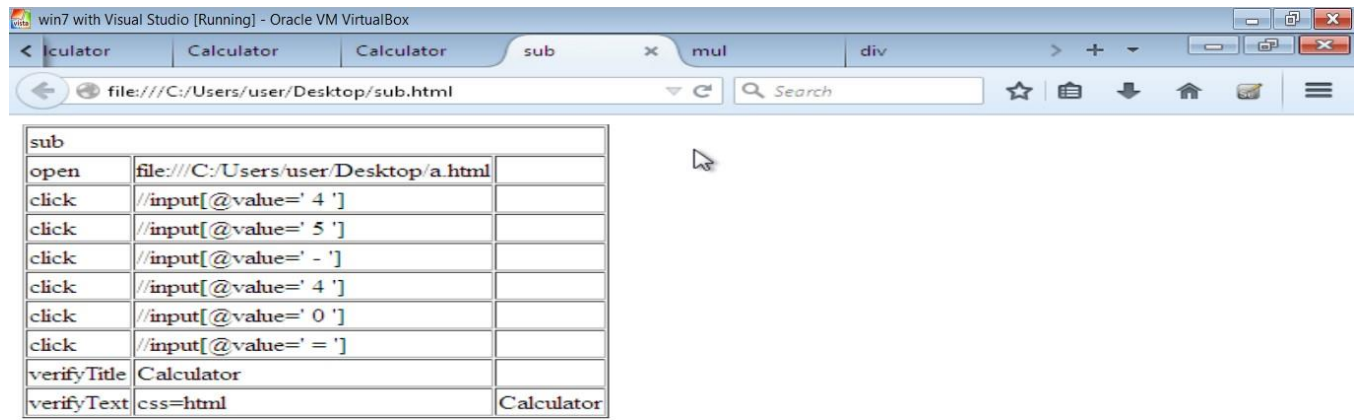 win7 with Visual Studio [Running] - Oracle VM VirtualBox
lculator Calculator Calculator sub mul div
file:///C:/Users/user/Desktop/sub.html Search
sub
open file:///C:/Users/user/Desktop/a.html
click //input[@value=' 4 ']
click //input[@value=' 5 ']
click //input[@value=' - ']
click //input[@value=' 4 ']
click //input[@value=' 0 ']
click //input[@value=' = ']
verifyTitle Calculator
verifyText css=html Calculator